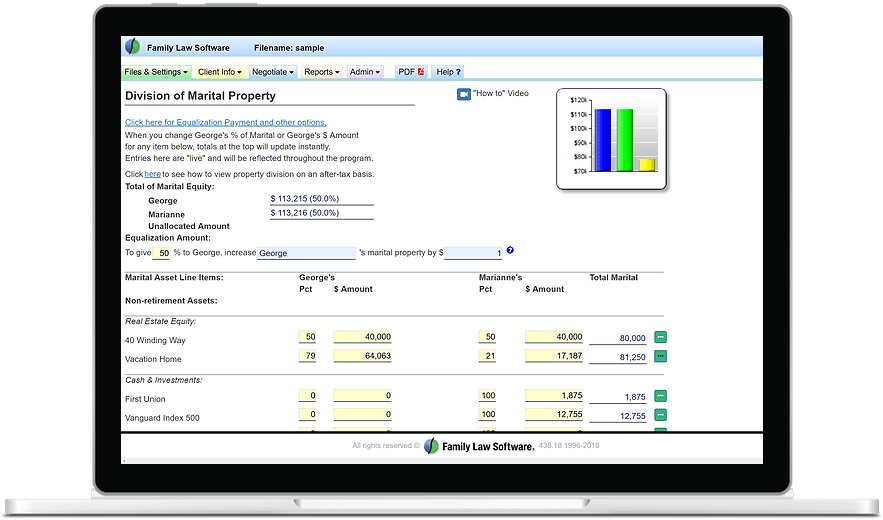 Family Law Software Filename: sample
Files & Settings Client Info Negotiate Reports Admin PDF Help ?
Division of Marital Property
"How to" Video
$120k
$110k
$100k
$90k
$80k
$70k
Click here for Equalization Payment and other options.
When you change George's % of Marital or George's $ Amount
for any item below, totals at the top will update instantly.
Entries here are "live" and will be reflected throughout the program.
Click here to see how to view property division on an after-tax basis.
Total of Marital Equity:
George $ 113,215 (50.0%)
Marianne $ 113,216 (50.0%)
Unallocated Amount
Equalization Amount:
To give 50 % to George, increase George 's marital property by $ 1 ?
Marital Asset Line Items: George's Marianne's Total Marital
Pct $ Amount Pct $ Amount
Non-retirement Assets:
Real Estate Equity:
40 Winding Way 50 40,000 50 40,000 80,000
Vacation Home 79 64,063 21 17,187 81,250
Cash & Investments:
First Union 0 0 100 1,875 1,875
Vanguard Index 500 0 0 100 12,755 12,755
All rights reserved © Family Law Software. 438.18 1996-2018